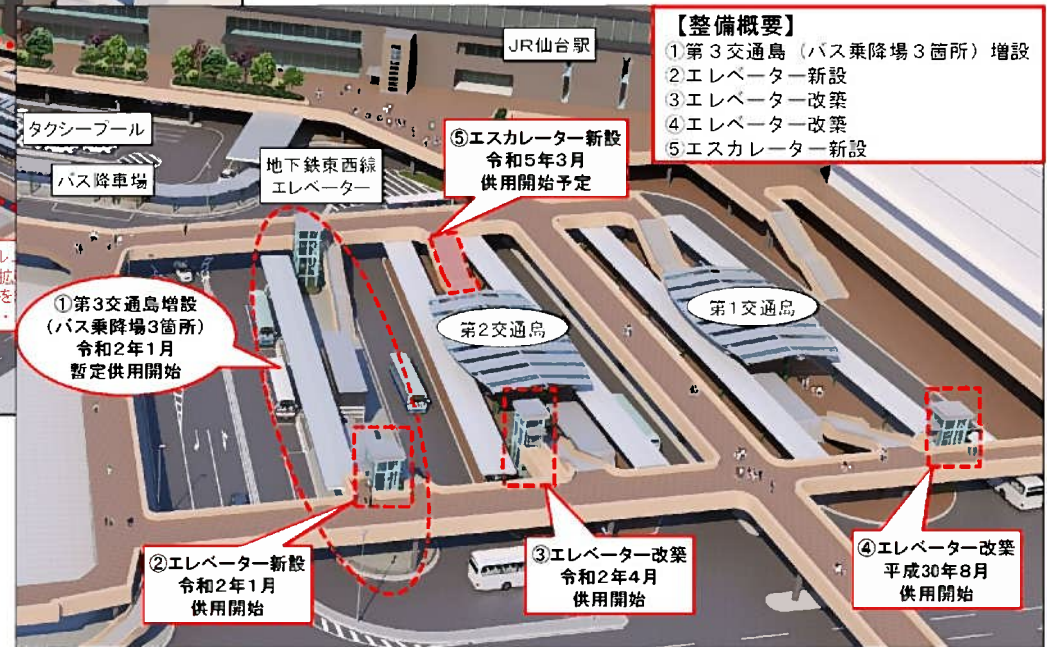 JR仙台駅
【整備概要】
①第3交通島（バス乗降場3箇所）増設
②エレベーター新設
③エレベーター改築
④エレベーター改築
⑤エスカレーター新設
タクシープール
バス降車場
地下鉄東西線
エレベーター
⑤エスカレーター新設
令和5年3月
供用開始予定
①第3交通島増設
（バス乗降場3箇所）
令和2年1月
暫定供用開始
第2交通島
第1交通島
②エレベーター新設
令和2年1月
供用開始
③エレベーター改築
令和2年4月
供用開始
④エレベーター改築
平成30年8月
供用開始